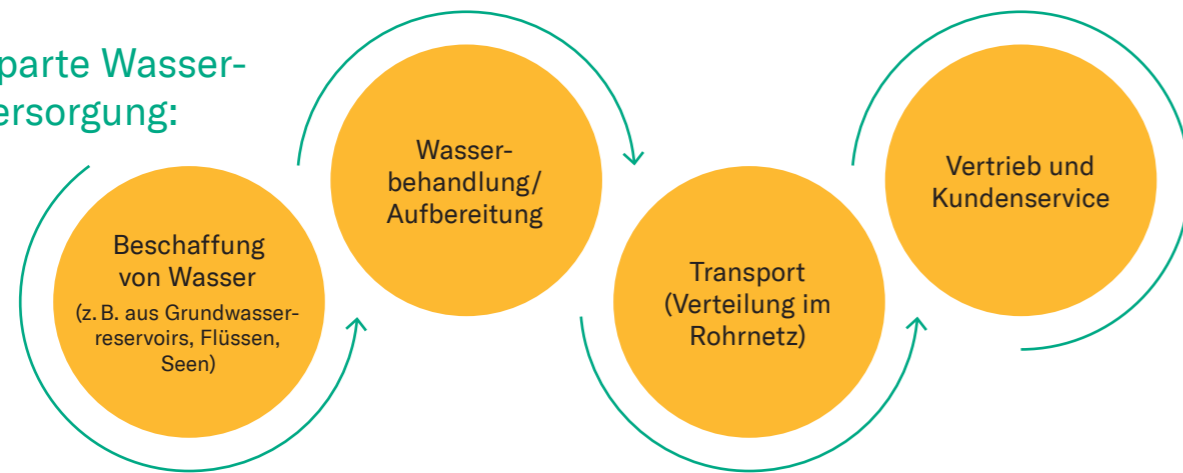 parte Wasser-
ersorgung:
Beschaffung
von Wasser
(z. B. aus Grundwasser-
reservoirs, Flüssen,
Seen)
Wasser-
behandlung/
Aufbereitung
Transport
(Verteilung im
Rohrnetz)
Vertrieb und
Kundenservice